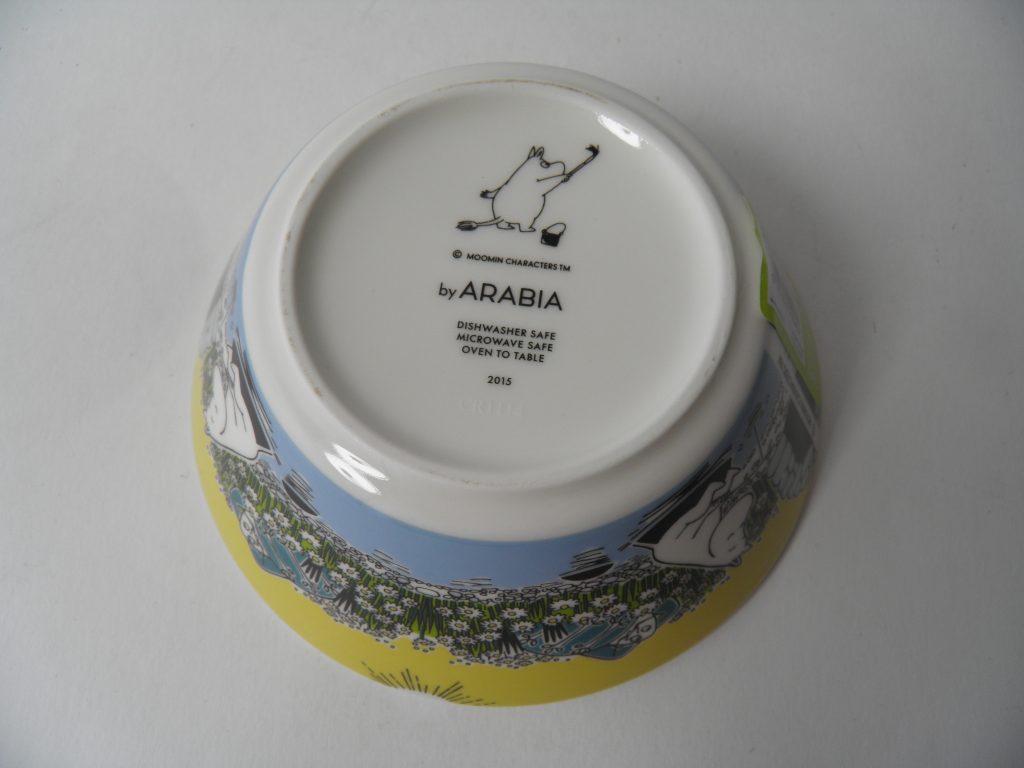 © MOOMIN CHARACTERS TM
by ARABIA
DISHWASHER SAFE
MICROWAVE SAFE
OVEN TO TABLE
2015